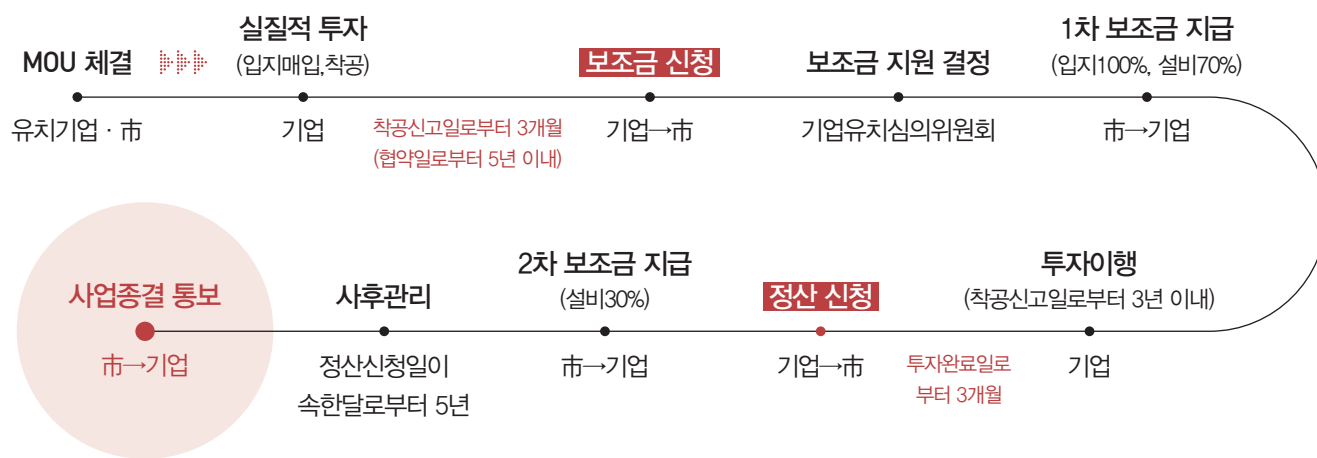 MOU 체결
유치기업 · 市
실질적 투자
(입지매입,착공)
기업
착공신고일로부터 3개월
(협약일로부터 5년 이내)
보조금 신청
기업→市
보조금 지원 결정
기업유치심의위원회
1차 보조금 지급
(입지100%, 설비70%)
市→기업
투자이행
(착공신고일로부터 3년 이내)
기업
투자완료일로
부터 3개월
정산 신청
기업→市
2차 보조금 지급
(설비30%)
市→기업
사후관리
정산신청일이
속한달로부터 5년
사업종결 통보
市→기업